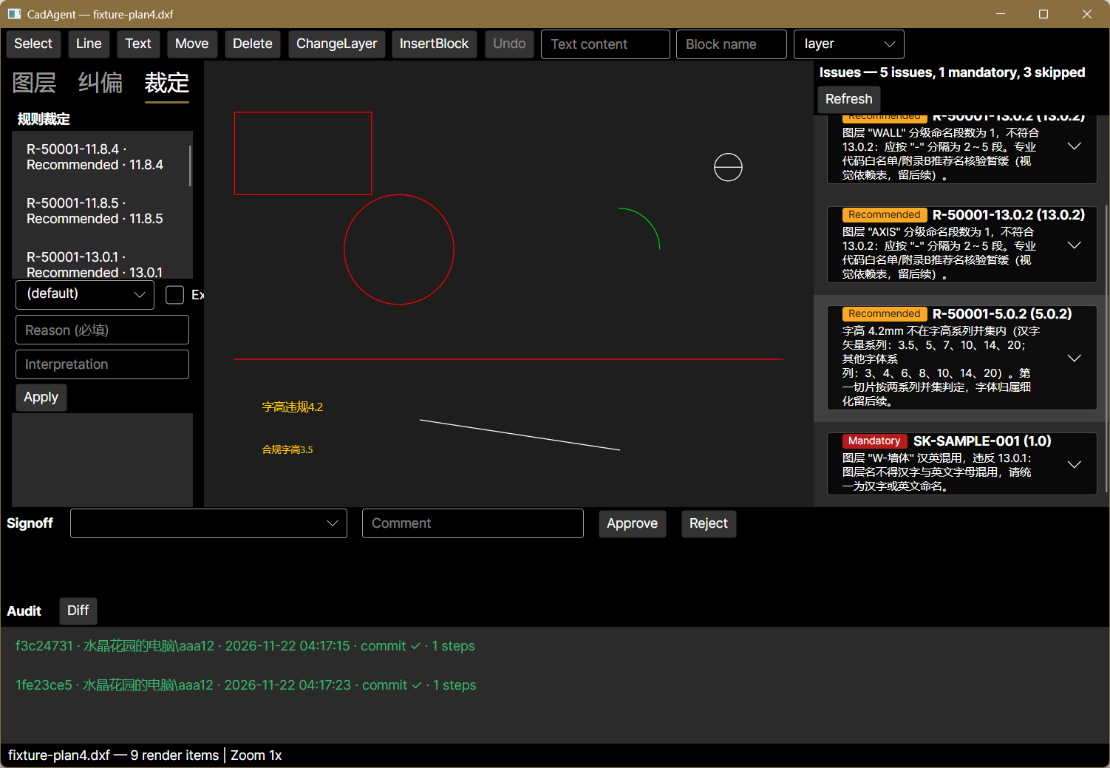 CadAgent — fixture-plan4.dxf
Select Line Text Move Delete ChangeLayer InsertBlock Undo Text content Block name layer
图层 纠偏 裁定
规则裁定
R-50001-11.8.4 ·
Recommended · 11.8.4
R-50001-11.8.5 ·
Recommended · 11.8.5
R-50001-13.0.1 ·
Recommended · 13.0.1
(default) Ex
Reason (必填)
Interpretation
Apply
字高违规4.2
合规字高3.5
Issues — 5 issues, 1 mandatory, 3 skipped
Refresh
Recommended R-50001-13.0.2 (13.0.2)
图层 "WALL" 分级命名段数为 1，不符合
13.0.2：应按 "-" 分隔为 2～5 段。专业
代码白名单/附录B推荐名核验暂缓（视
觉依赖表，留后续）。
Recommended R-50001-13.0.2 (13.0.2)
图层 "AXIS" 分级命名段数为 1，不符合
13.0.2：应按 "-" 分隔为 2～5 段。专业
代码白名单/附录B推荐名核验暂缓（视
觉依赖表，留后续）。
Recommended R-50001-5.0.2 (5.0.2)
字高 4.2mm 不在字高系列并集内（汉字
矢量系列：3.5、5、7、10、14、20；
其他字体系
列：3、4、6、8、10、14、20）。第
一切片按两系列并集判定，字体归属细
化留后续。
Mandatory SK-SAMPLE-001 (1.0)
图层 "W-墙体" 汉英混用，违反 13.0.1：
图层名不得汉字与英文字母混用，请统
一为汉字或英文命名。
Signoff Comment Approve Reject
Audit Diff
f3c24731 · 水晶花园的电脑\aaa12 · 2026-11-22 04:17:15 · commit ✓ · 1 steps
1fe23ce5 · 水晶花园的电脑\aaa12 · 2026-11-22 04:17:23 · commit ✓ · 1 steps
fixture-plan4.dxf — 9 render items | Zoom 1x